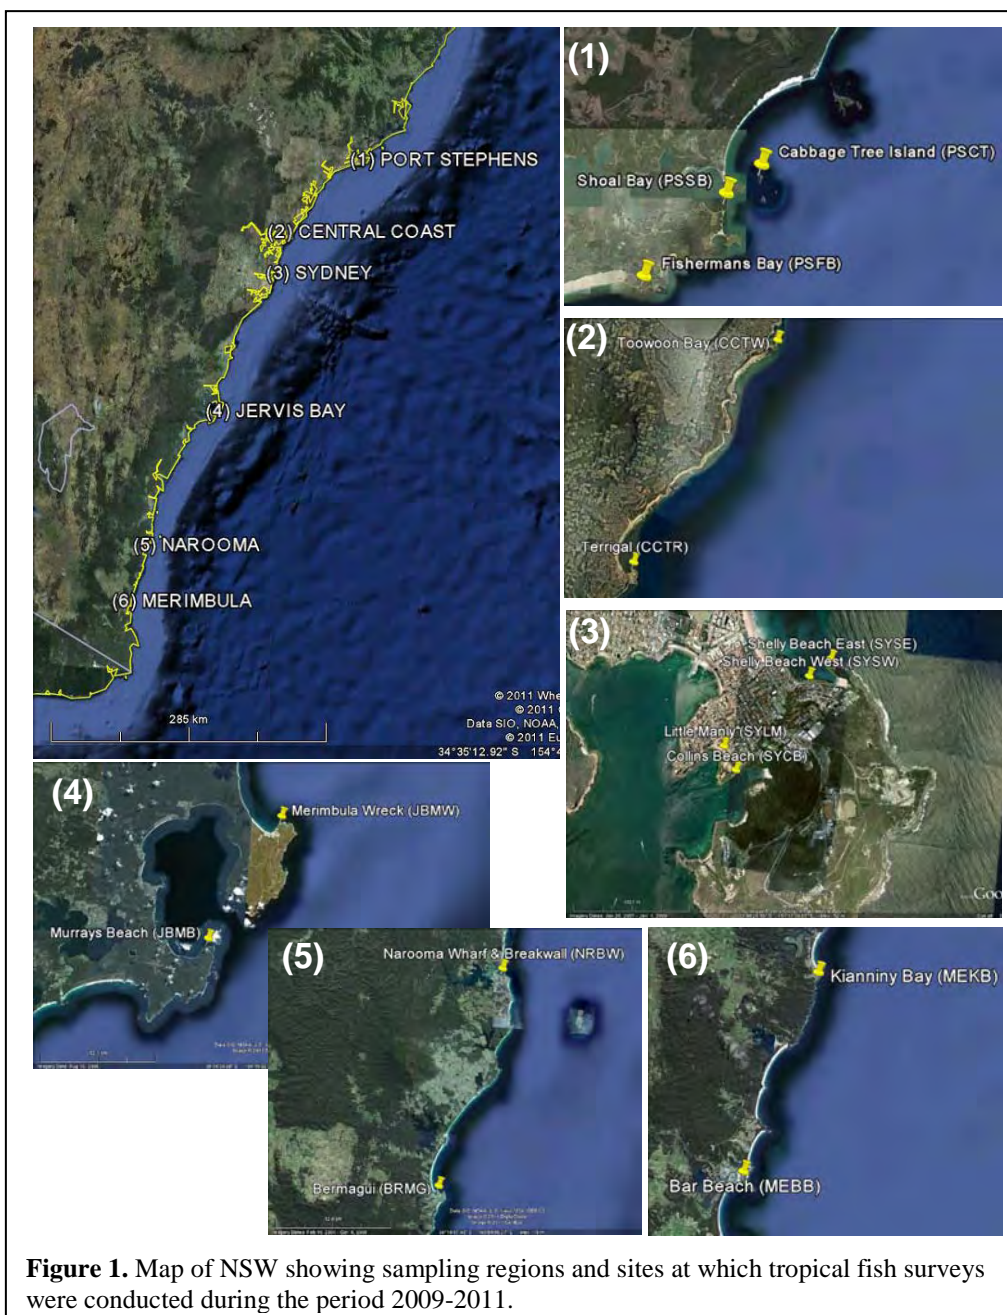 (1) PORT STEPHENS
(2) CENTRAL COAST
(3) SYDNEY
(4) JERVIS BAY
(5) NAROOMA
(6) MERIMBULA
285 km
© 2011
© 2011
Data SIO, NOAA,
© 2011
34°35'12.92" S
(1)
Cabbage Tree Island (PSCT)
Shoal Bay (PSSB)
Fishermans Bay (PSFB)
(2)
Toowoon Bay (CCTW)
Terrigal (CCTR)
(3)
Shelly Beach East (SYSE)
Shelly Beach West (SYSW)
Little Manly (SYLM)
Collins Beach (SYCB)
(4)
Merimbula Wreck (JBMW)
Murrays Beach (JBMB)
(5)
Narooma Wharf & Breakwall (NRBW)
Bermagui (BRMG)
(6)
Kianniny Bay (MEKB)
Bar Beach (MEBB)
Figure 1. Map of NSW showing sampling regions and sites at which tropical fish surveys
were conducted during the period 2009-2011.